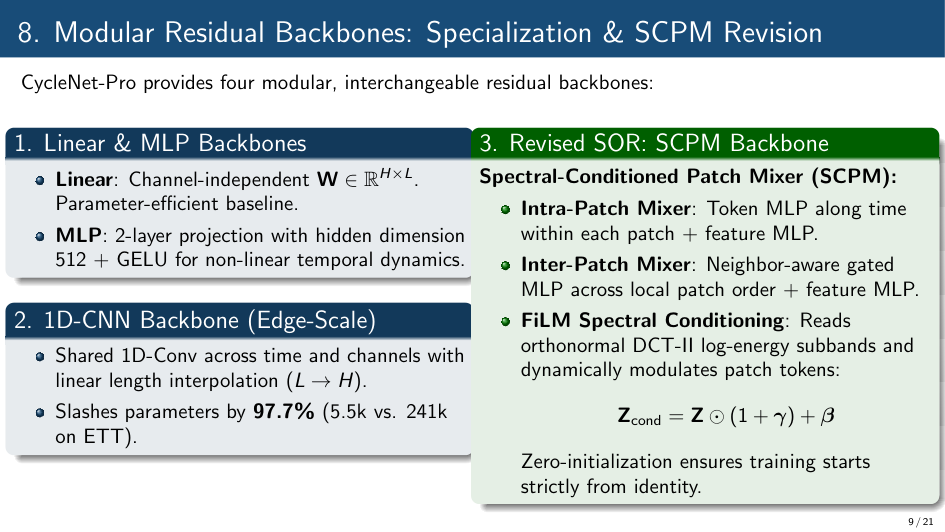 8. Modular Residual Backbones: Specialization & SCPM Revision
CycleNet-Pro provides four modular, interchangeable residual backbones:
1. Linear & MLP Backbones
Linear: Channel-independent W ∈ ℝ^{H×L}.
Parameter-efficient baseline.
MLP: 2-layer projection with hidden dimension
512 + GELU for non-linear temporal dynamics.
2. 1D-CNN Backbone (Edge-Scale)
Shared 1D-Conv across time and channels with
linear length interpolation (L → H).
Slashes parameters by 97.7% (5.5k vs. 241k
on ETT).
3. Revised SOR: SCPM Backbone
Spectral-Conditioned Patch Mixer (SCPM):
Intra-Patch Mixer: Token MLP along time
within each patch + feature MLP.
Inter-Patch Mixer: Neighbor-aware gated
MLP across local patch order + feature MLP.
FiLM Spectral Conditioning: Reads
orthonormal DCT-II log-energy subbands and
dynamically modulates patch tokens:
Z_cond = Z ⊙ (1 + γ) + β
Zero-initialization ensures training starts
strictly from identity.
9 / 21